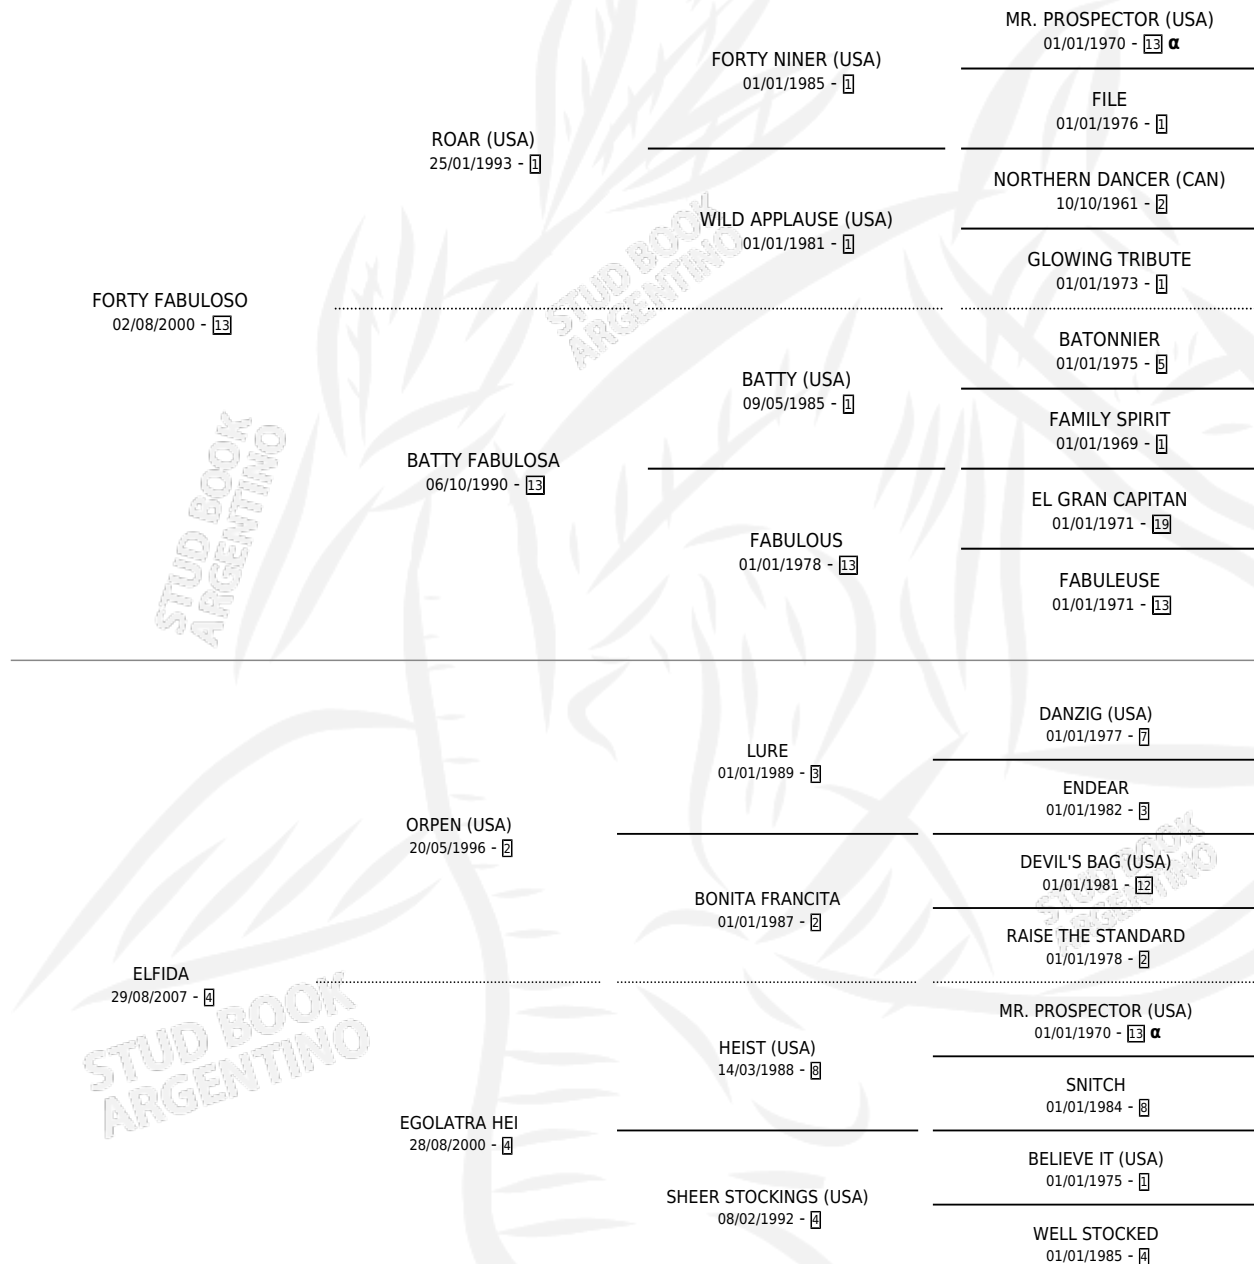 MR. PROSPECTOR (USA)
01/01/1970 - 13 α
FORTY NINER (USA)
01/01/1985 - 1
FILE
01/01/1976 - 1
ROAR (USA)
25/01/1993 - 1
NORTHERN DANCER (CAN)
10/10/1961 - 2
WILD APPLAUSE (USA)
01/01/1981 - 1
GLOWING TRIBUTE
01/01/1973 - 1
FORTY FABULOSO
02/08/2000 - 13
BATONNIER
01/01/1975 - 5
BATTY (USA)
09/05/1985 - 1
FAMILY SPIRIT
01/01/1969 - 1
BATTY FABULOSA
06/10/1990 - 13
EL GRAN CAPITAN
01/01/1971 - 19
FABULOUS
01/01/1978 - 13
FABULEUSE
01/01/1971 - 13
DANZIG (USA)
01/01/1977 - 7
LURE
01/01/1989 - 3
ENDEAR
01/01/1982 - 3
ORPEN (USA)
20/05/1996 - 2
DEVIL'S BAG (USA)
01/01/1981 - 12
BONITA FRANCITA
01/01/1987 - 2
RAISE THE STANDARD
01/01/1978 - 2
ELFIDA
29/08/2007 - 4
MR. PROSPECTOR (USA)
01/01/1970 - 13 α
HEIST (USA)
14/03/1988 - 8
SNITCH
01/01/1984 - 8
EGOLATRA HEI
28/08/2000 - 4
BELIEVE IT (USA)
01/01/1975 - 1
SHEER STOCKINGS (USA)
08/02/1992 - 4
WELL STOCKED
01/01/1985 - 4
STUD BOOK
ARGENTINO
STUD BOOK
ARGENTINO
STUD BOOK
ARGENTINO
STUD BOOK
ARGENTINO